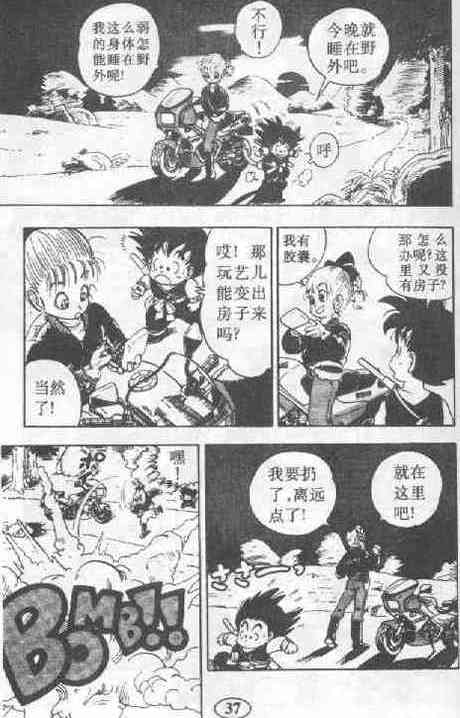 今晚就
睡在野
外吧。
不行!
我这么弱
的身体怎
能睡在野
外呢!
呼
那怎么
办呢?这
里又没
有房子?
我有
胶囊。
哎! 那
玩艺儿
能变出
房子来
吗?
当然
了!
就在
这里
吧!
我要扔
了,离远
点了!
嘿!
BOMB!!
37